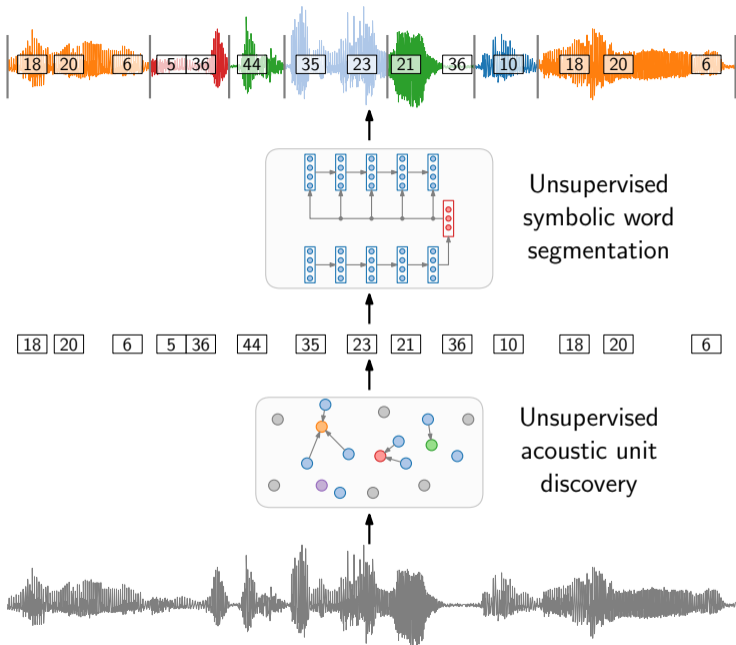 18 20 6 5 36 44 35 23 21 36 10 18 20 6
Unsupervised
symbolic word
segmentation
18 20 6 5 36 44 35 23 21 36 10 18 20 6
Unsupervised
acoustic unit
discovery